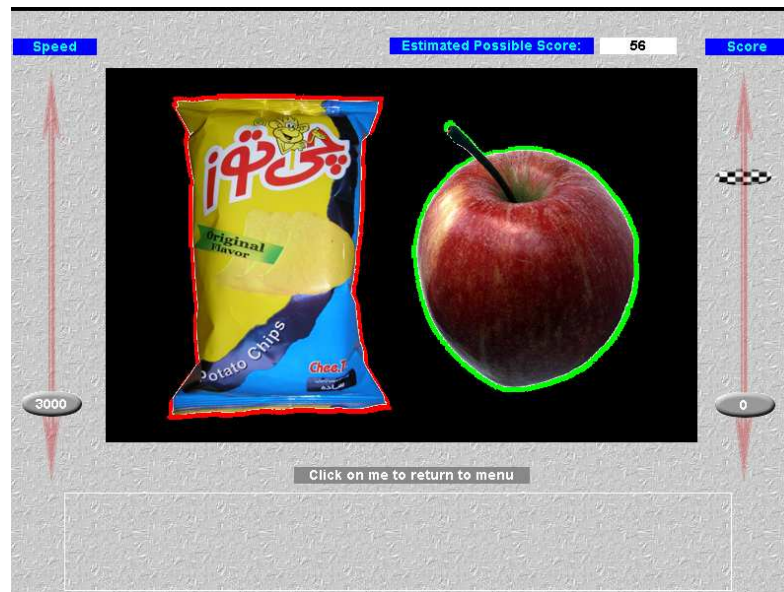 Speed
Estimated Possible Score: 56
Score
چی توز
Original
Flavor
Potato Chips
Chee.T
3000
0
Click on me to return to menu